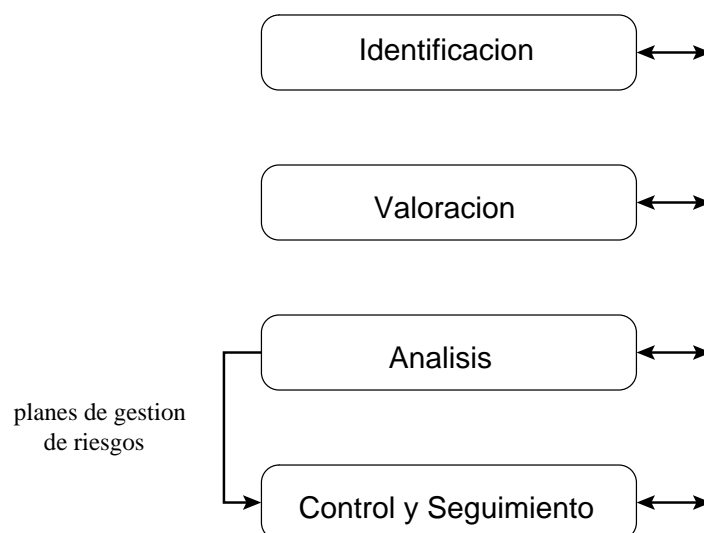 Identificacion
Valoracion
Analisis
planes de gestion
de riesgos
Control y Seguimiento